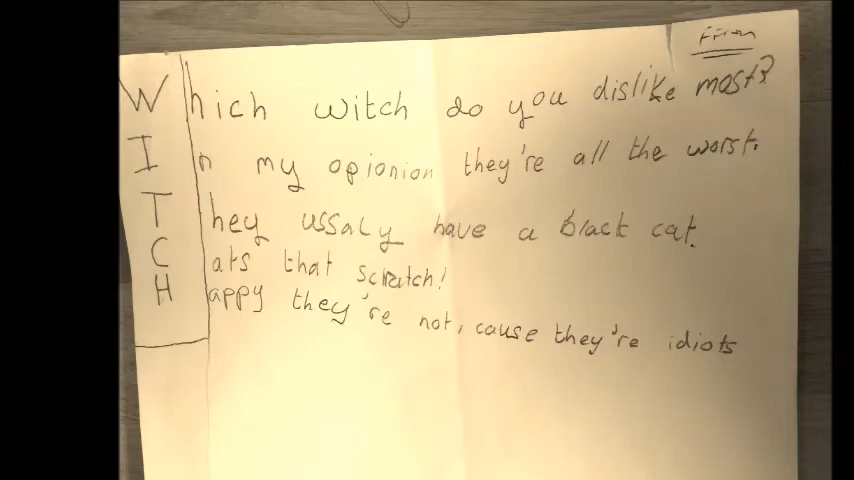 Which witch do you dislike most?
In my opionion they're all the worst.
They ussaly have a black cat.
Cats that scratch!
Happy they're not, cause they're idiots